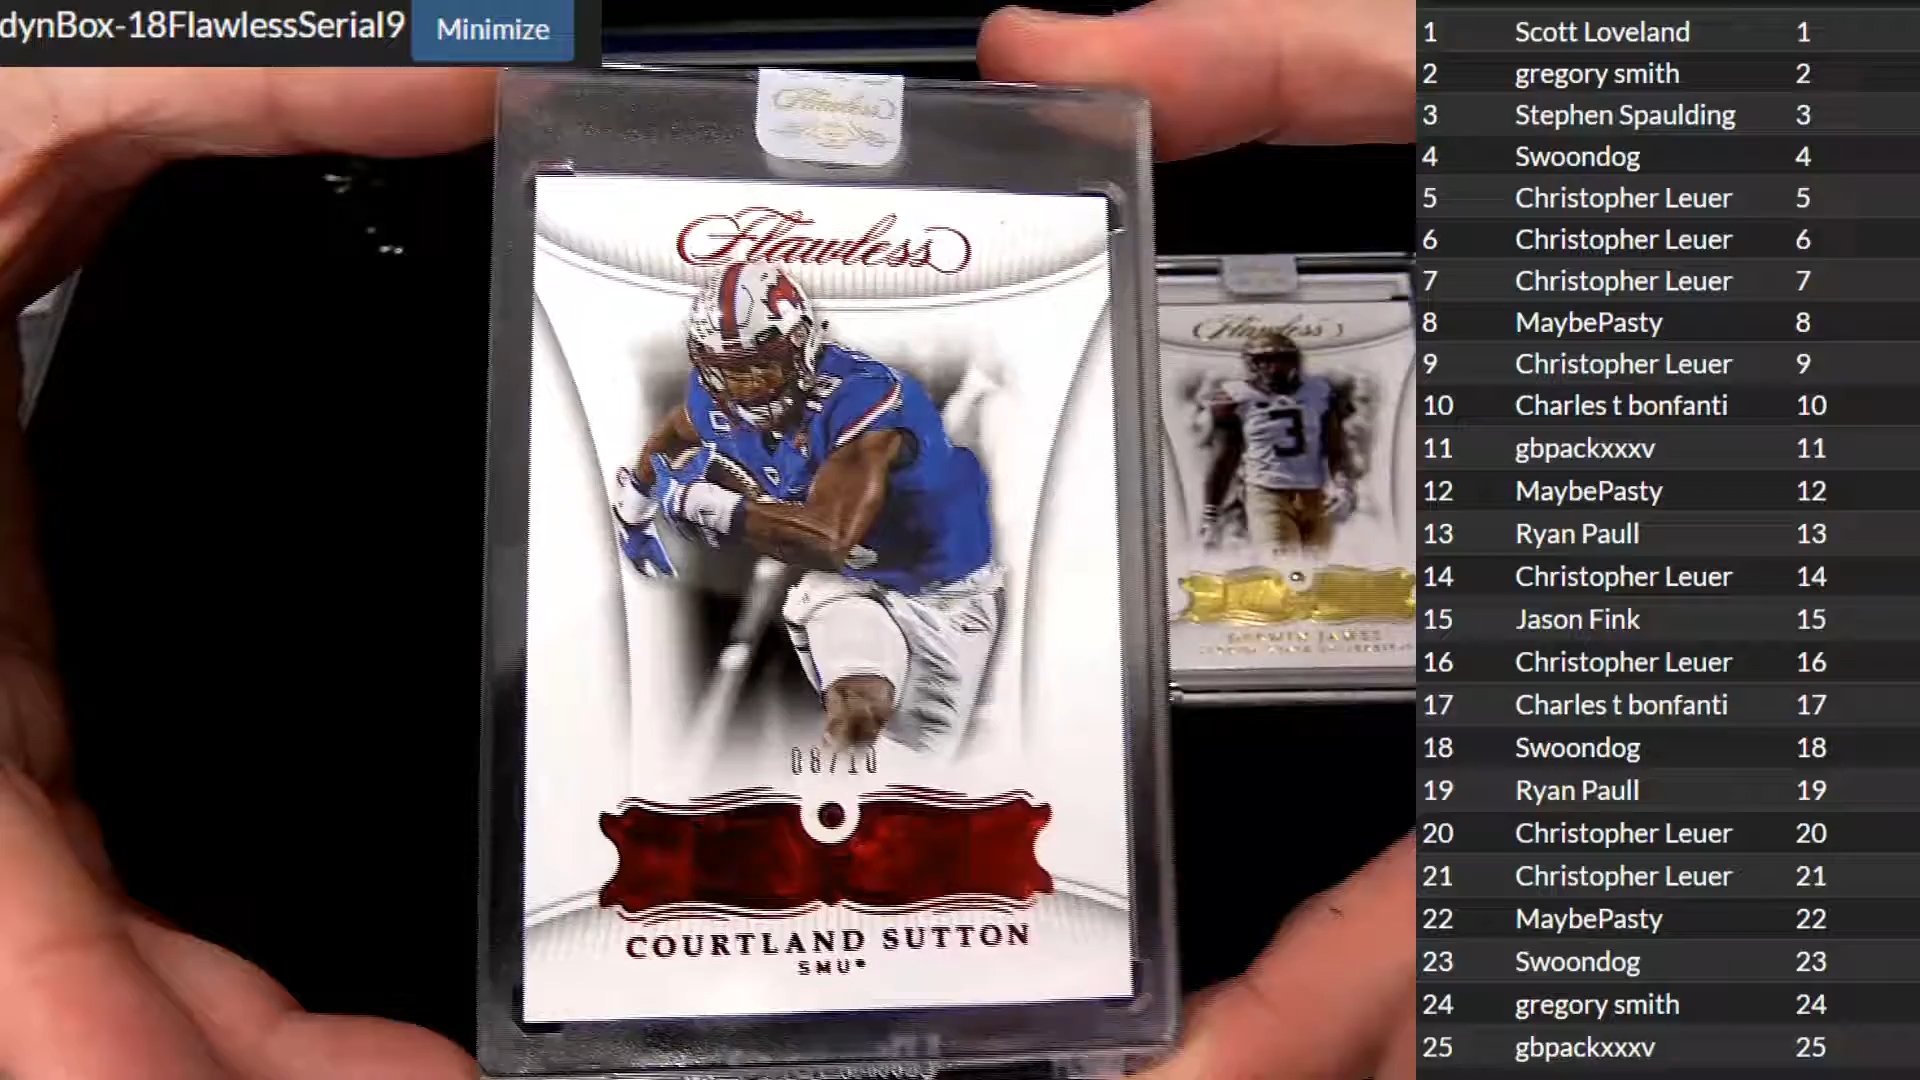 dynBox-18FlawlessSerial9
Minimize
Flawless
Flawless
08/10
COURTLAND SUTTON
SMU
Flawless
3
1 Scott Loveland 1
2 gregory smith 2
3 Stephen Spaulding 3
4 Swoondog 4
5 Christopher Leuer 5
6 Christopher Leuer 6
7 Christopher Leuer 7
8 MaybePasty 8
9 Christopher Leuer 9
10 Charles t bonfanti 10
11 gbpackxxxv 11
12 MaybePasty 12
13 Ryan Paull 13
14 Christopher Leuer 14
15 Jason Fink 15
16 Christopher Leuer 16
17 Charles t bonfanti 17
18 Swoondog 18
19 Ryan Paull 19
20 Christopher Leuer 20
21 Christopher Leuer 21
22 MaybePasty 22
23 Swoondog 23
24 gregory smith 24
25 gbpackxxxv 25